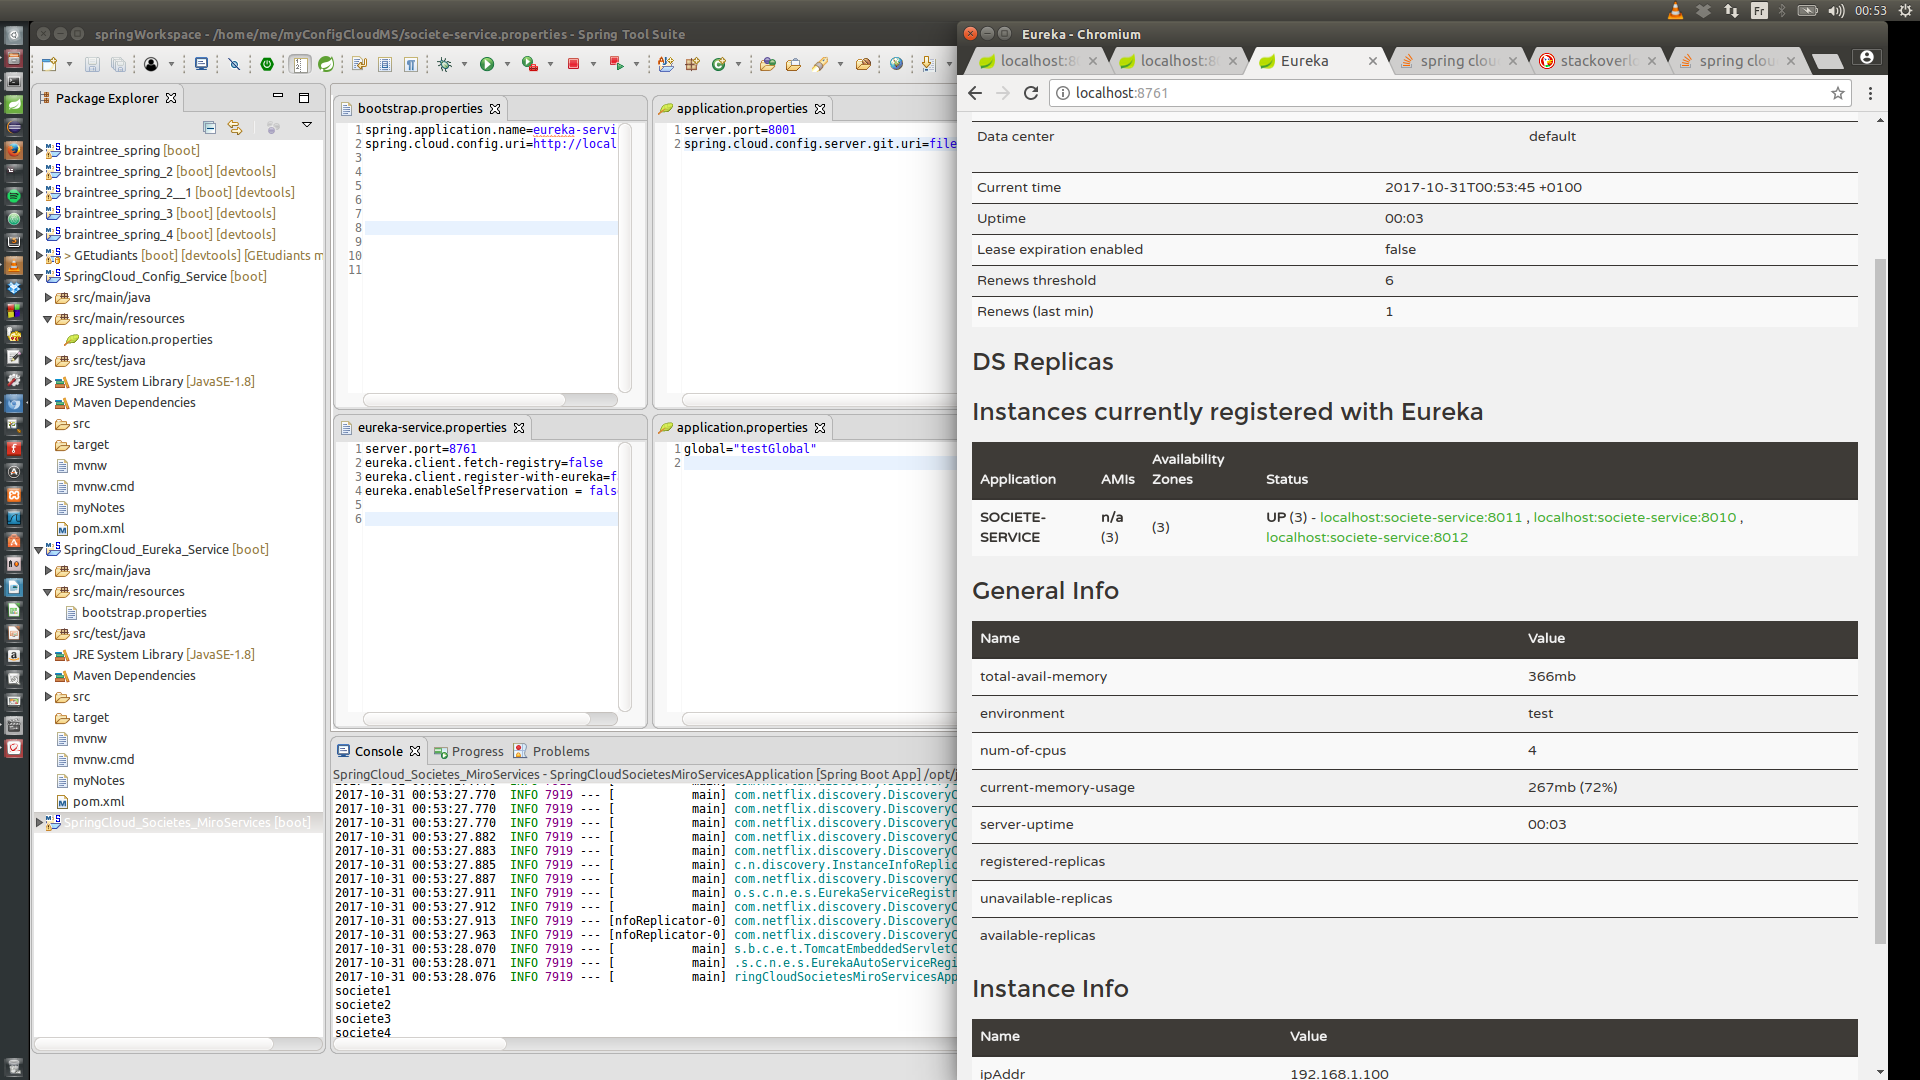 Fr
00:53
springWorkspace - /home/me/myConfigCloudMS/societe-service.properties - Spring Tool Suite
Package Explorer
braintree_spring [boot]
braintree_spring_2 [boot] [devtools]
braintree_spring_2__1 [boot] [devtools]
braintree_spring_3 [boot] [devtools]
braintree_spring_4 [boot] [devtools]
> GEtudiants [boot] [devtools] [GEtudiants m
SpringCloud_Config_Service [boot]
src/main/java
src/main/resources
application.properties
src/test/java
JRE System Library [JavaSE-1.8]
Maven Dependencies
src
target
mvnw
mvnw.cmd
myNotes
pom.xml
SpringCloud_Eureka_Service [boot]
src/main/java
src/main/resources
bootstrap.properties
src/test/java
JRE System Library [JavaSE-1.8]
Maven Dependencies
src
target
mvnw
mvnw.cmd
myNotes
pom.xml
SpringCloud_Societes_MiroServices [boot]
bootstrap.properties
1 spring.application.name=eureka-servi
2 spring.cloud.config.uri=http://local
3
4
5
6
7
8
9
10
11
application.properties
1 server.port=8001
2 spring.cloud.config.server.git.uri=file
eureka-service.properties
1 server.port=8761
2 eureka.client.fetch-registry=false
3 eureka.client.register-with-eureka=f
4 eureka.enableSelfPreservation = fals
5
6
application.properties
1 global="testGlobal"
2
Console
Progress
Problems
SpringCloud_Societes_MiroServices - SpringCloudSocietesMiroServicesApplication [Spring Boot App] /opt/j
2017-10-31 00:53:27.770 INFO 7919 --- [ main] com.netflix.discovery.DiscoveryC
2017-10-31 00:53:27.770 INFO 7919 --- [ main] com.netflix.discovery.DiscoveryC
2017-10-31 00:53:27.770 INFO 7919 --- [ main] com.netflix.discovery.DiscoveryC
2017-10-31 00:53:27.882 INFO 7919 --- [ main] com.netflix.discovery.DiscoveryC
2017-10-31 00:53:27.883 INFO 7919 --- [ main] com.netflix.discovery.DiscoveryC
2017-10-31 00:53:27.885 INFO 7919 --- [ main] c.n.discovery.InstanceInfoReplic
2017-10-31 00:53:27.887 INFO 7919 --- [ main] com.netflix.discovery.DiscoveryC
2017-10-31 00:53:27.911 INFO 7919 --- [ main] o.s.c.n.e.s.EurekaServiceRegistr
2017-10-31 00:53:27.912 INFO 7919 --- [ main] com.netflix.discovery.DiscoveryC
2017-10-31 00:53:27.913 INFO 7919 --- [nfoReplicator-0] com.netflix.discovery.DiscoveryC
2017-10-31 00:53:27.963 INFO 7919 --- [nfoReplicator-0] com.netflix.discovery.DiscoveryC
2017-10-31 00:53:28.070 INFO 7919 --- [ main] s.b.c.e.t.TomcatEmbeddedServletC
2017-10-31 00:53:28.071 INFO 7919 --- [ main] .s.c.n.e.s.EurekaAutoServiceRegi
2017-10-31 00:53:28.076 INFO 7919 --- [ main] ringCloudSocietesMiroServicesApp
societe1
societe2
societe3
societe4
Eureka - Chromium
localhost:8
localhost:8
Eureka
spring clou
stackoverlo
spring clou
localhost:8761
Data center default
Current time 2017-10-31T00:53:45 +0100
Uptime 00:03
Lease expiration enabled false
Renews threshold 6
Renews (last min) 1
DS Replicas
Instances currently registered with Eureka
Application AMIs Availability Zones Status
SOCIETE-SERVICE n/a (3) (3) UP (3) - localhost:societe-service:8011 , localhost:societe-service:8010 ,
localhost:societe-service:8012
General Info
Name Value
total-avail-memory 366mb
environment test
num-of-cpus 4
current-memory-usage 267mb (72%)
server-uptime 00:03
registered-replicas
unavailable-replicas
available-replicas
Instance Info
Name Value
ipAddr 192.168.1.100